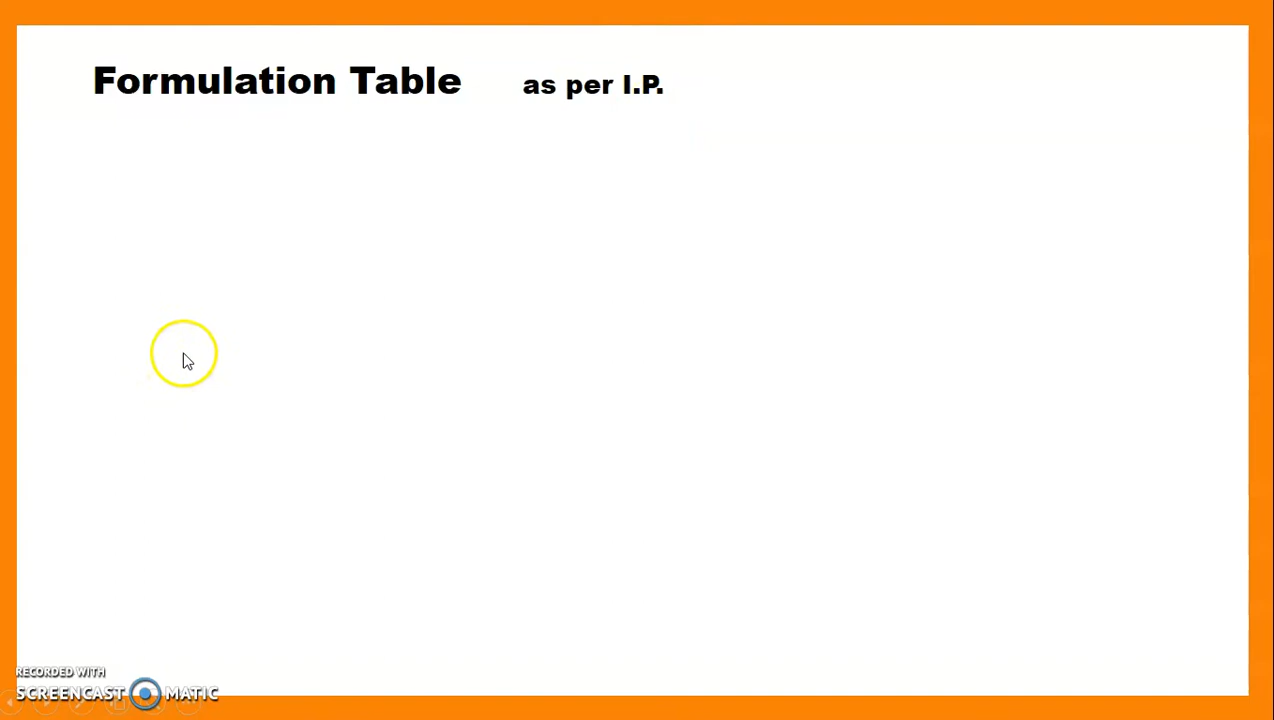 Formulation Table as per I.P.
RECORDED WITH
SCREENCAST MATIC